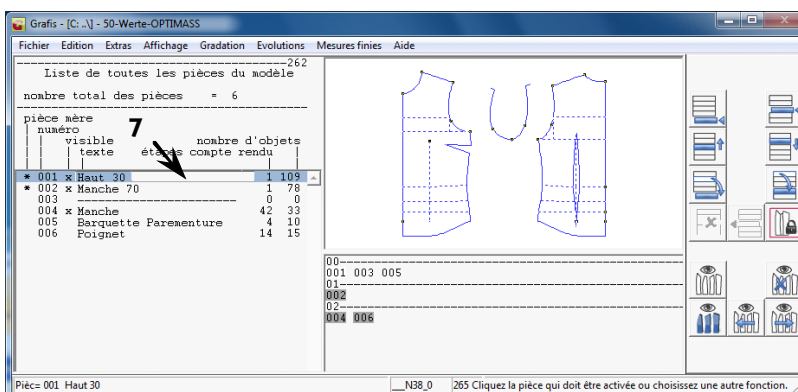 Grafis - [C: ..\] - 50-Werte-OPTIMASS
Fichier Edition Extras Affichage Gradation Evolutions Mesures finies Aide
----------------------------------262
Liste de toutes les pièces du modèle
nombre total des pièces = 6
pièce mère
| numéro
| | visible nombre d'objets
| | | texte étapes compte rendu |
7
* 001 x Haut 30 1 109
* 002 x Manche 70 1 78
003 -------------------- 0 0
004 x Manche 42 33
005 Barquette Parementure 4 10
006 Poignet 14 15
00----------------------------------
001 003 005
01----------------------------------
002
02----------------------------------
004 006
Pièc= 001 Haut 30
__N38_0
265 Cliquez la pièce qui doit être activée ou choisissez une autre fonction.